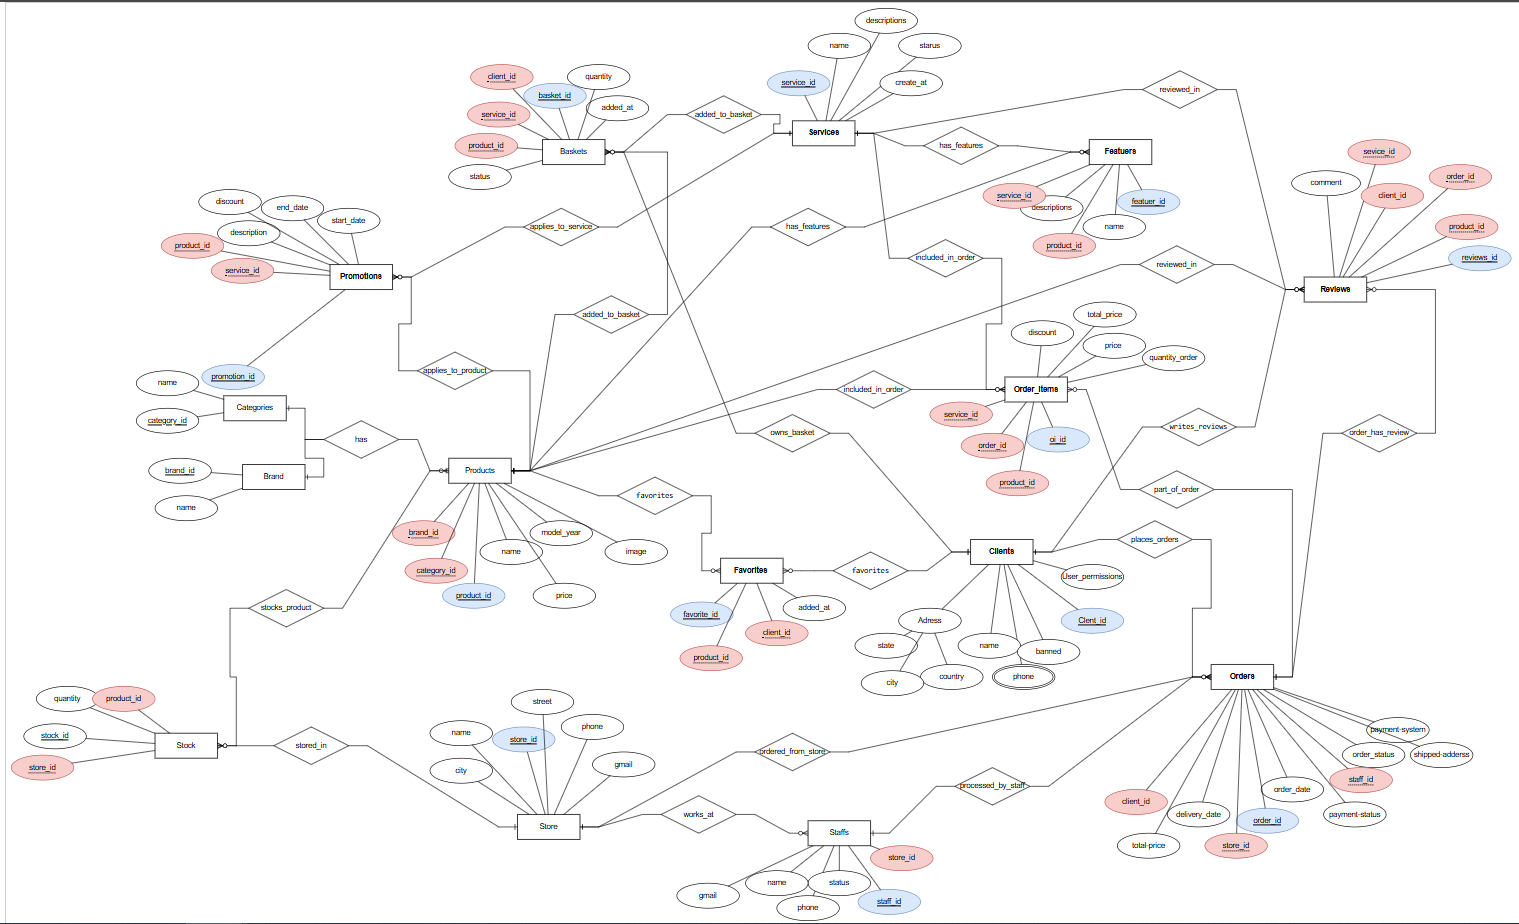 descriptions
name
starus
service_id
create_at
Services
client_id
basket_id
quantity
service_id
added_at
product_id
Baskets
status
added_to_basket
reviewed_in
has_features
Featuers
service_id
descriptions
featuer_id
name
product_id
sevice_id
comment
order_id
client_id
product_id
reviews_id
Reviews
discount
end_date
start_date
description
product_id
service_id
Promotions
promotion_id
applies_to_service
has_features
included_in_order
reviewed_in
added_to_basket
applies_to_product
name
category_id
Categories
brand_id
name
Brand
has
total_price
discount
price
quantity_order
Order_items
service_id
order_id
oi_id
product_id
included_in_order
owns_basket
writes_reviews
order_has_review
Products
brand_id
category_id
product_id
name
model_year
image
price
favorites
part_of_order
places_orders
Favorites
favorite_id
added_at
client_id
product_id
favorites
Clients
User_permissions
Client_id
Adress
state
city
country
name
banned
phone
stocks_product
quantity
product_id
stock_id
store_id
Stock
stored_in
street
name
store_id
phone
city
gmail
Store
ordered_from_store
processed_by_staff
works_at
Staffs
store_id
gmail
name
status
phone
staff_id
Orders
payment-system
order_status
shipped-adderss
staff_id
order_date
payment-status
client_id
delivery_date
order_id
total-price
store_id